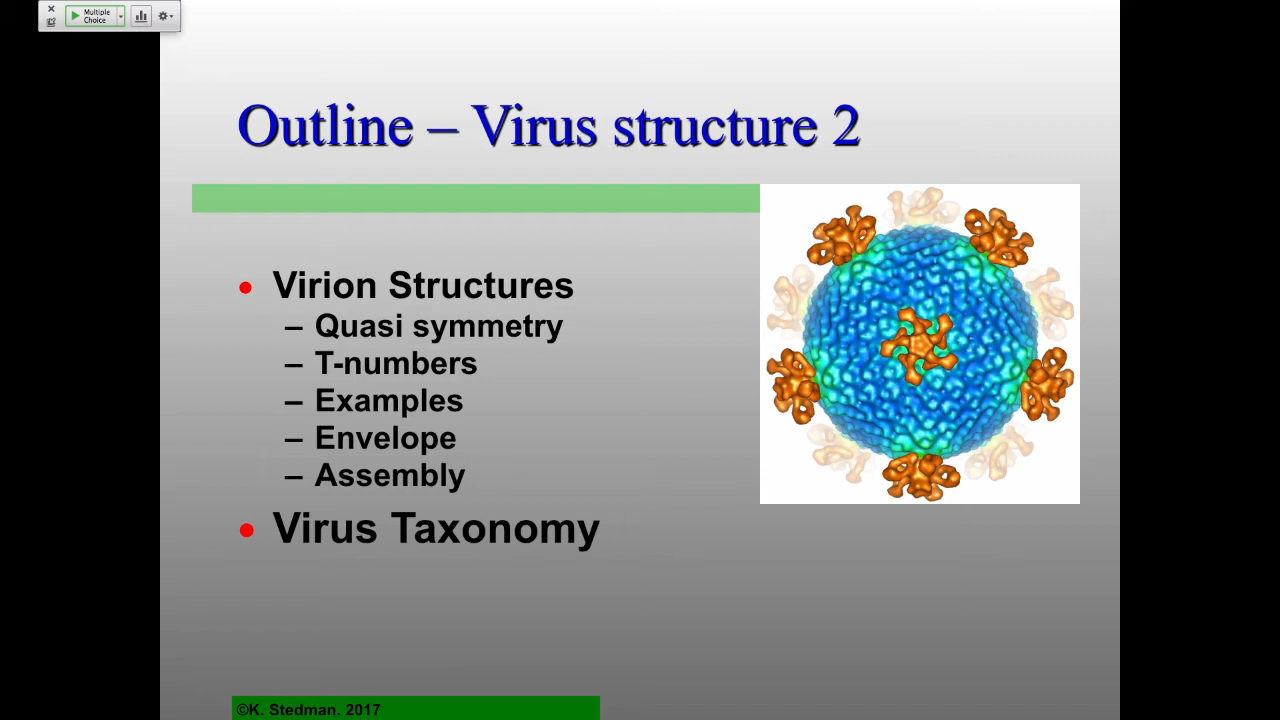 Multiple
Choice
Outline – Virus structure 2
• Virion Structures
– Quasi symmetry
– T-numbers
– Examples
– Envelope
– Assembly
• Virus Taxonomy
©K. Stedman. 2017